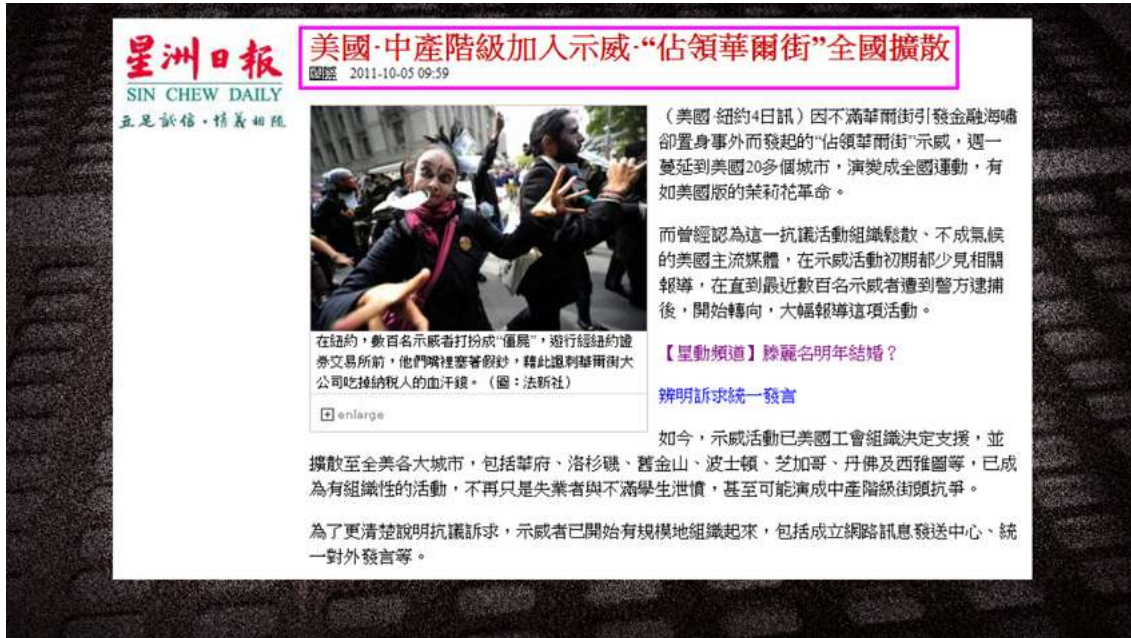 星洲日報
SIN CHEW DAILY
立足誠信·情義相隨
美國·中產階級加入示威·“佔領華爾街”全國擴散
國際 2011-10-05 09:59
（美國·紐約4日訊）因不滿華爾街引發金融海嘯
卻置身事外而發起的“佔領華爾街”示威，週一
蔓延到美國20多個城市，演變成全國運動，有
如美國版的茉莉花革命。
而曾經認為這一抗議活動組織鬆散、不成氣候
的美國主流媒體，在示威活動初期都少見相關
報導，在直到最近數百名示威者遭到警方逮捕
後，開始轉向，大幅報導這項活動。
【星動頻道】滕麗名明年結婚？
辨明訴求統一發言
在紐約，數百名示威者打扮成“僵屍”，遊行經紐約證
券交易所前，他們嘴裡塞著假鈔，藉此諷刺華爾街大
公司吃掉納稅人的血汗錢。（圖：法新社）
enlarge
如今，示威活動已美國工會組織決定支援，並
擴散至全美各大城市，包括華府、洛杉磯、舊金山、波士頓、芝加哥、丹佛及西雅圖等，已成
為有組織性的活動，不再只是失業者與不滿學生泄憤，甚至可能演成中產階級街頭抗爭。
為了更清楚說明抗議訴求，示威者已開始有規模地組織起來，包括成立網路訊息發送中心、統
一對外發言等。